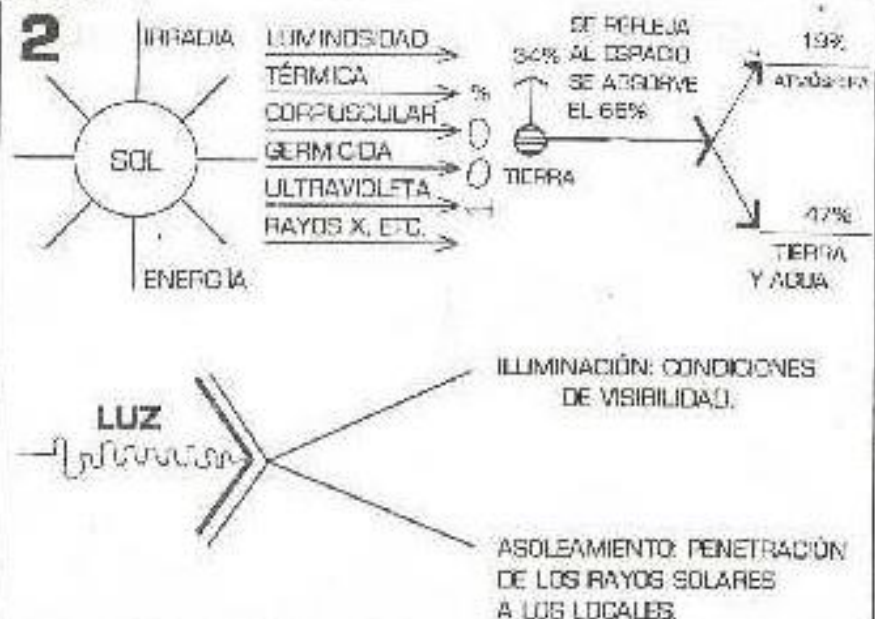 2
IRRADIA
SOL
ENERGÍA
LUMINOSIDAD
TÉRMICA
CORPUSCULAR
GERMICIDA
ULTRAVIOLETA
RAYOS X, ETC.
%
34%
SE REFLEJA
AL ESPACIO
SE ABSORVE
EL 66%
TIERRA
19%
ATMÓSFERA
47%
TIERRA
Y AGUA
LUZ
ILUMINACIÓN: CONDICIONES
DE VISIBILIDAD.
ASOLEAMIENTO: PENETRACIÓN
DE LOS RAYOS SOLARES
A LOS LOCALES.